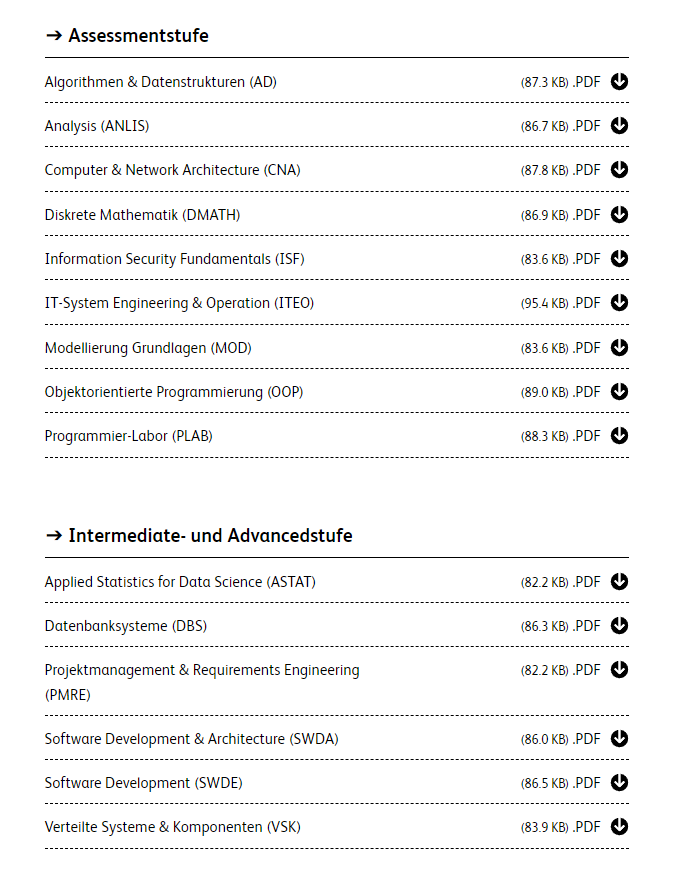 → Assessmentstufe
Algorithmen & Datenstrukturen (AD) (87.3 KB) .PDF
Analysis (ANLIS) (86.7 KB) .PDF
Computer & Network Architecture (CNA) (87.8 KB) .PDF
Diskrete Mathematik (DMATH) (86.9 KB) .PDF
Information Security Fundamentals (ISF) (83.6 KB) .PDF
IT-System Engineering & Operation (ITEO) (95.4 KB) .PDF
Modellierung Grundlagen (MOD) (83.6 KB) .PDF
Objektorientierte Programmierung (OOP) (89.0 KB) .PDF
Programmier-Labor (PLAB) (88.3 KB) .PDF
→ Intermediate- und Advancedstufe
Applied Statistics for Data Science (ASTAT) (82.2 KB) .PDF
Datenbanksysteme (DBS) (86.3 KB) .PDF
Projektmanagement & Requirements Engineering (82.2 KB) .PDF
(PMRE)
Software Development & Architecture (SWDA) (86.0 KB) .PDF
Software Development (SWDE) (86.5 KB) .PDF
Verteilte Systeme & Komponenten (VSK) (83.9 KB) .PDF